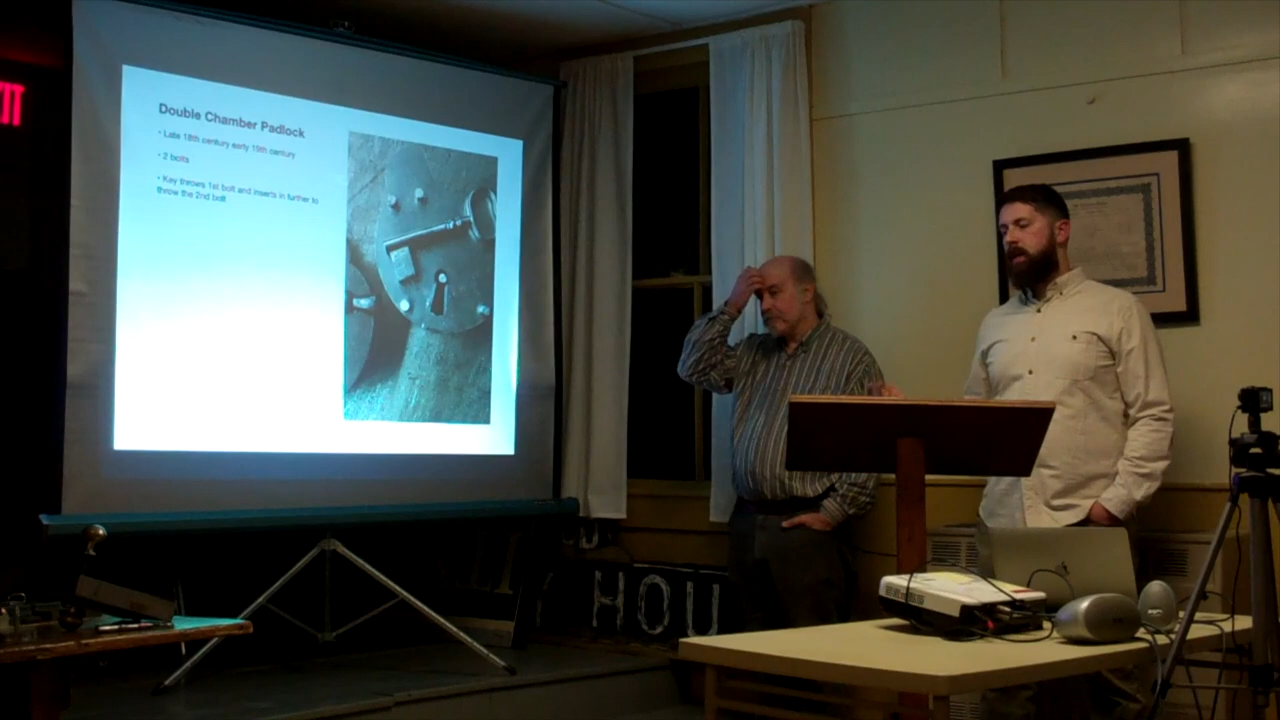 Double Chamber Padlock
• Late 18th century early 19th century
• 2 bolts
• Key throws 1st bolt and inserts in further to
throw the 2nd bolt
HOU